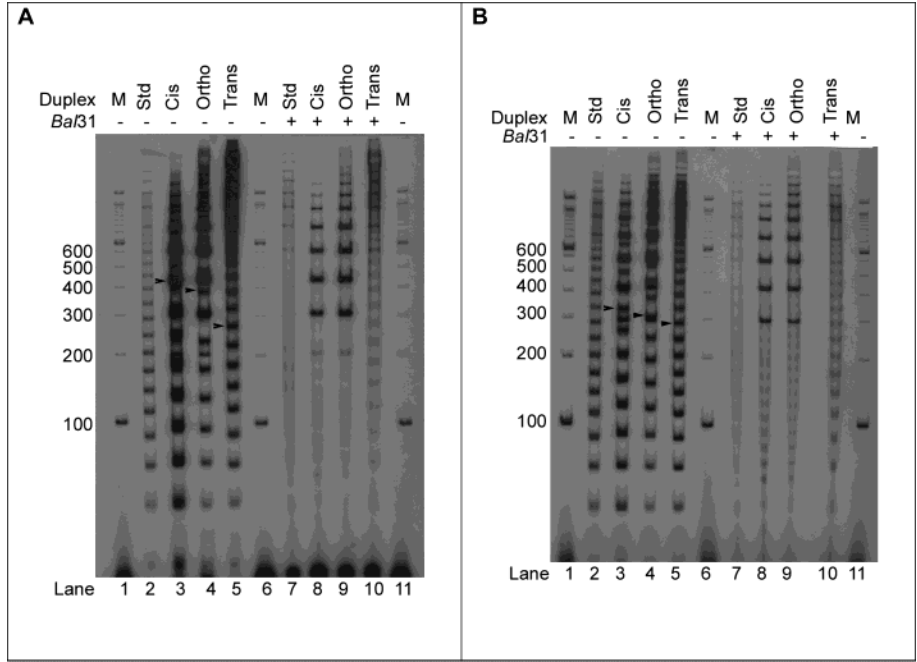 A
Duplex M Std Cis Ortho Trans M Std Cis Ortho Trans M
Bal31 - - - - - - + + + + -
600
500
400
300
200
100
Lane 1 2 3 4 5 6 7 8 9 10 11
B
Duplex M Std Cis Ortho Trans M Std Cis Ortho Trans M
Bal31 - - - - - - + + + + -
600
500
400
300
200
100
Lane 1 2 3 4 5 6 7 8 9 10 11